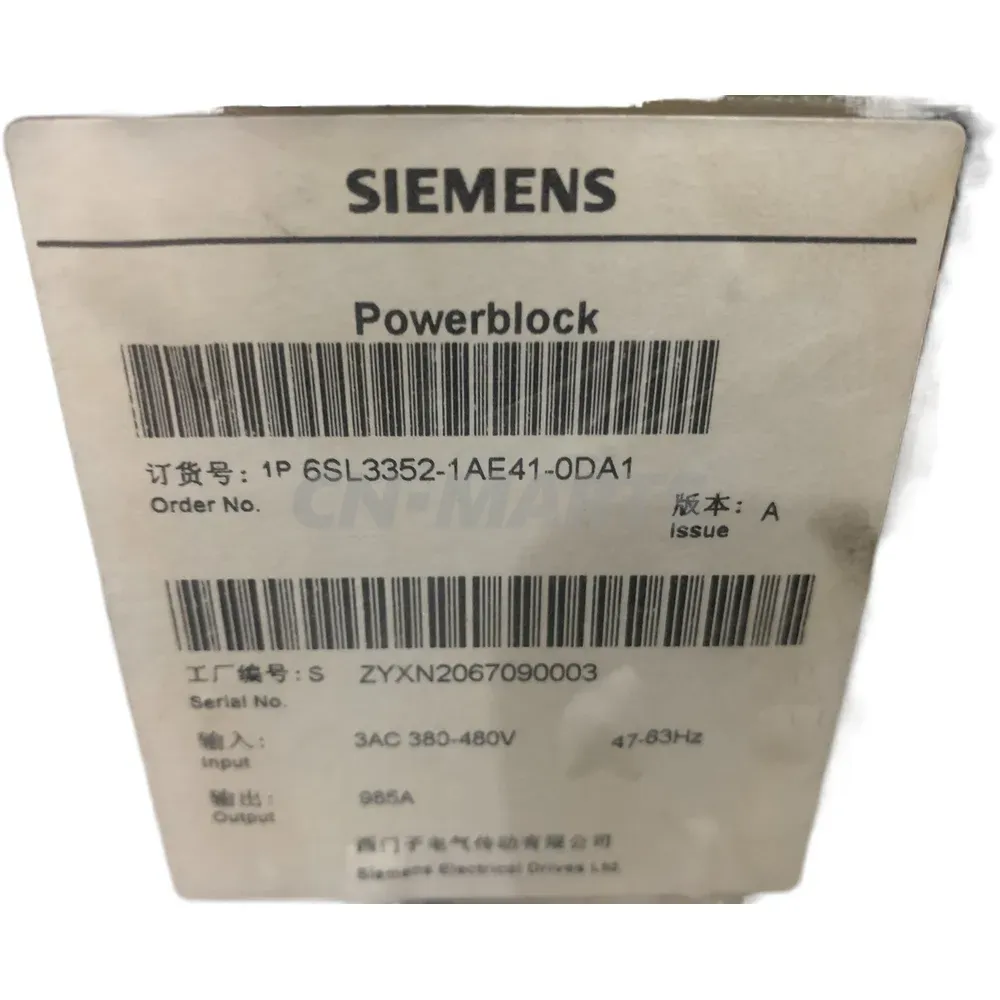 SIEMENS
Powerblock
订货号: 1P 6SL3352-1AE41-0DA1
Order No.
版本: A
Issue
工厂编号: S ZYXN2067090003
Serial No.
输入: 3AC 380-480V 47-63Hz
Input
输出: 985A
Output
西门子电气传动有限公司
Siemens Electrical Drives Ltd.